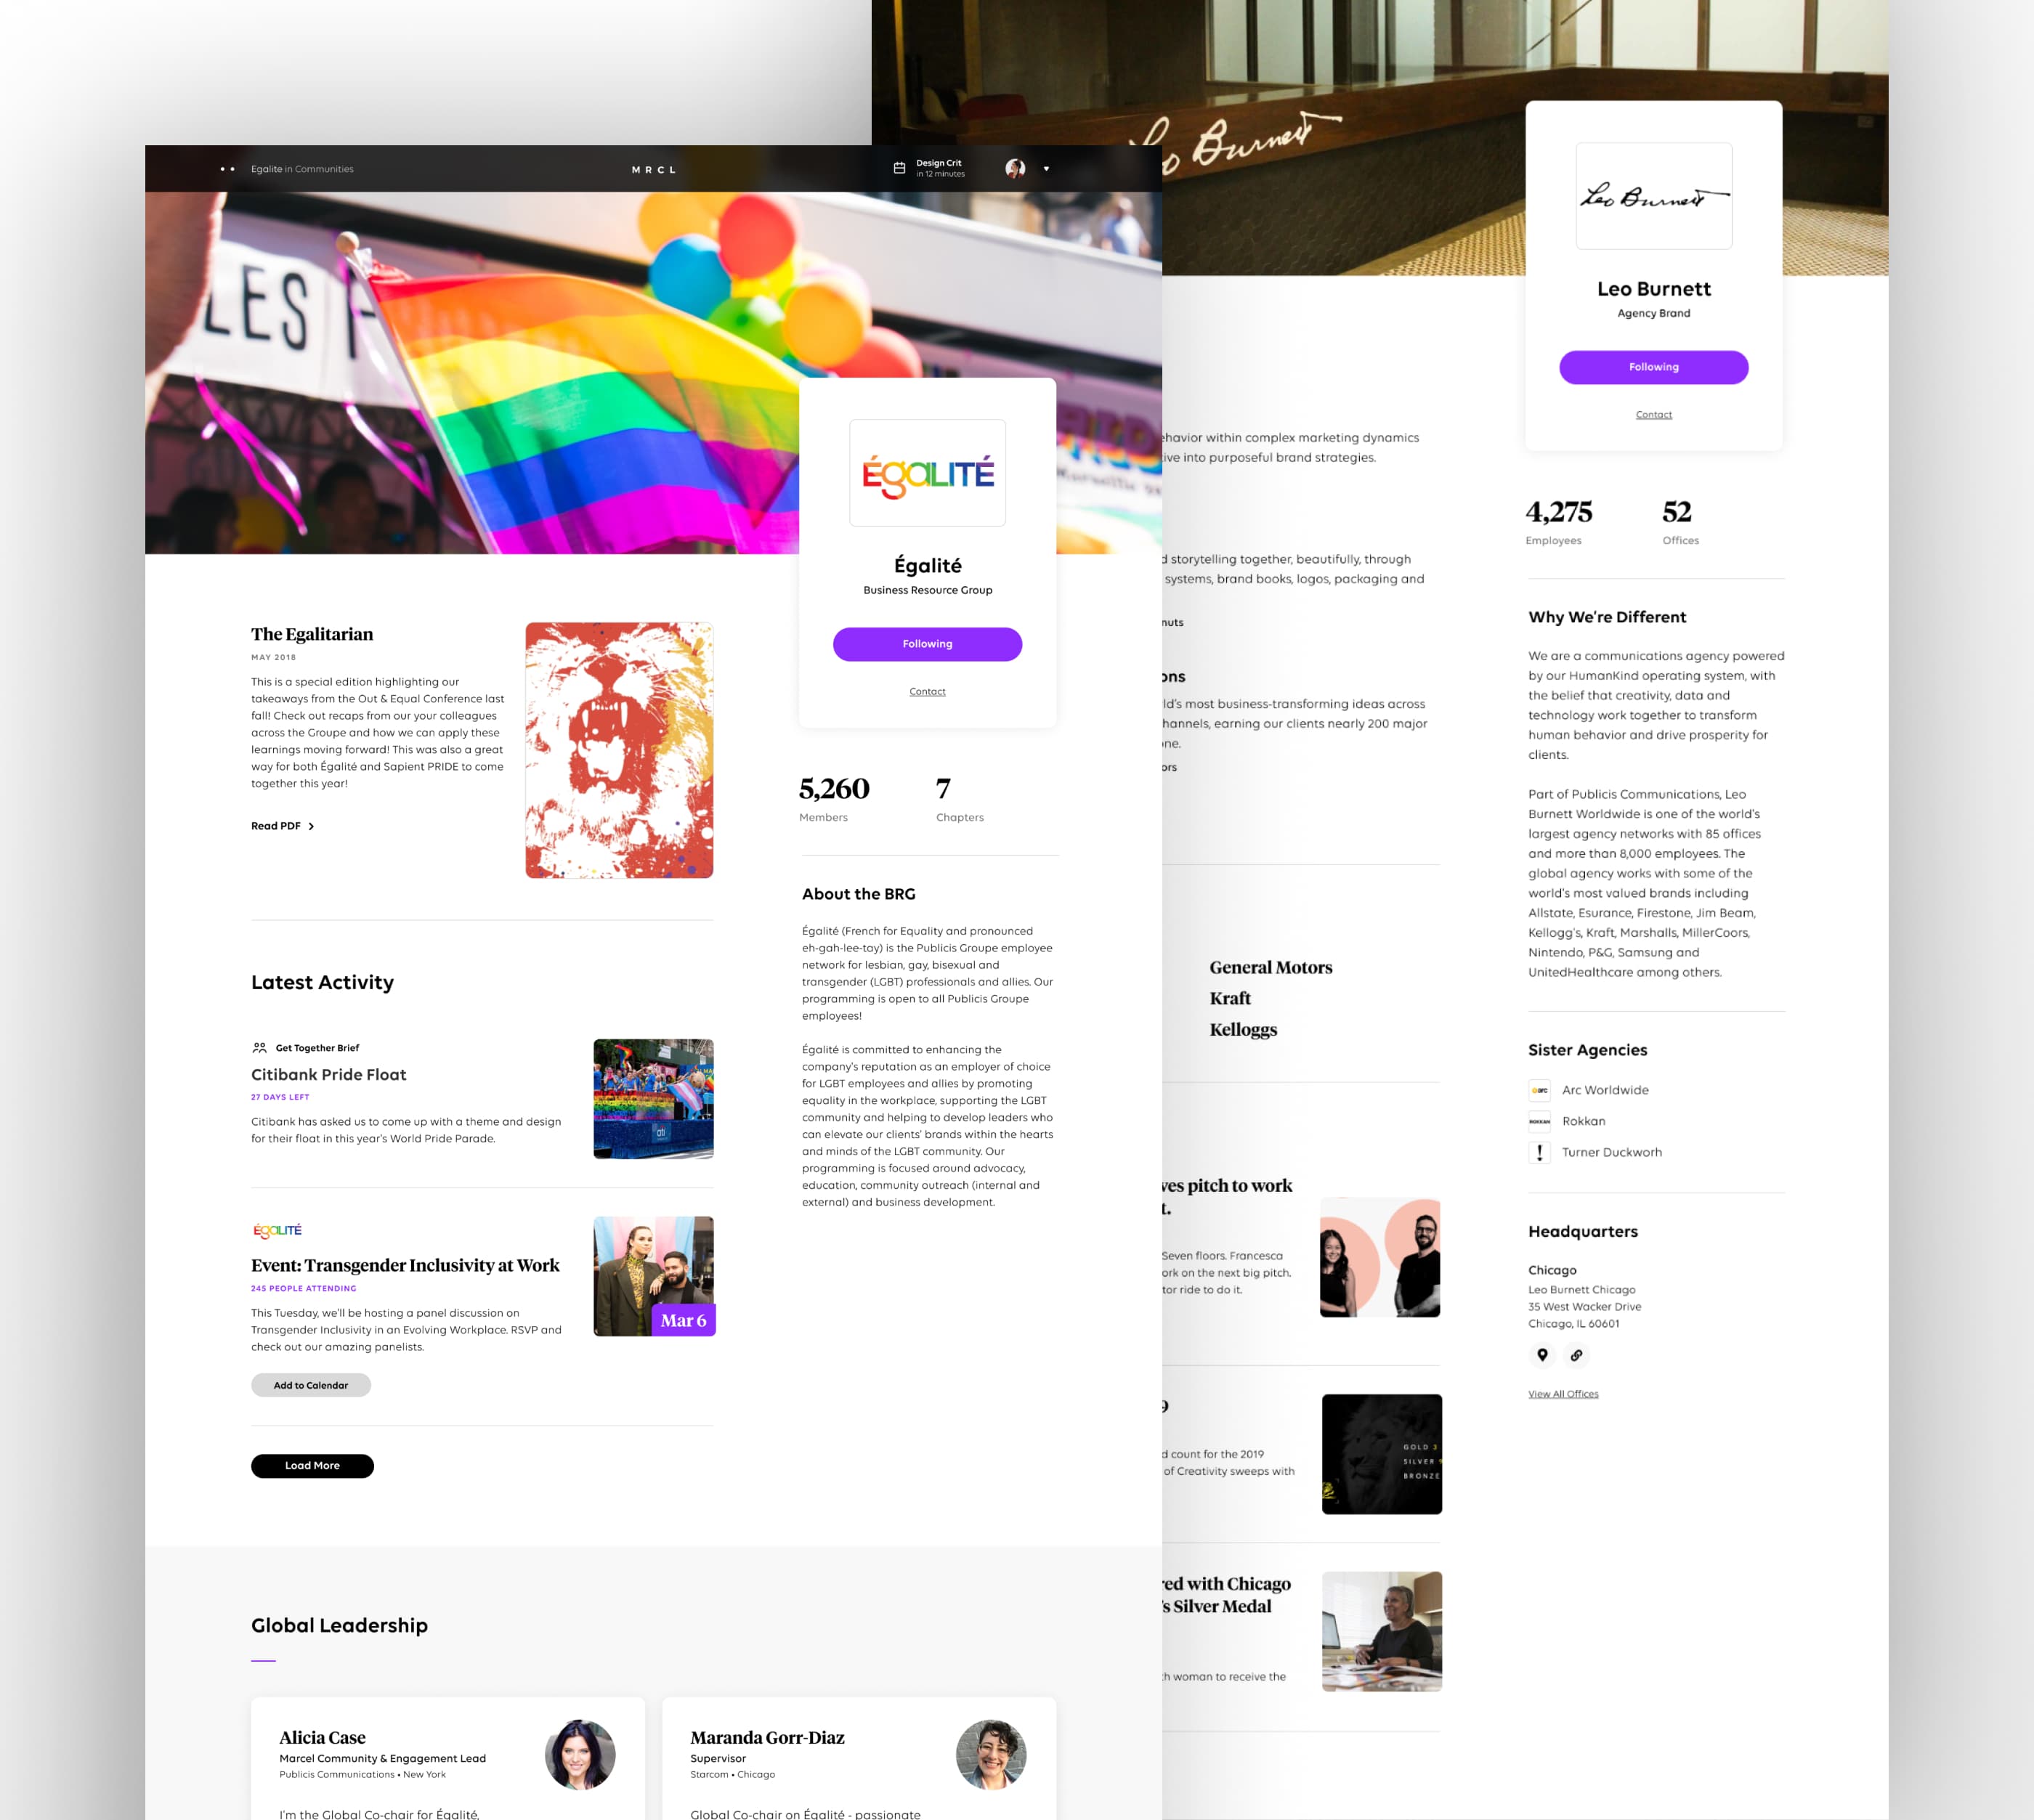 Egalite in Communities
MRCL
Design Crit
in 12 minutes
LES
ÉgALITÉ
Égalité
Business Resource Group
Following
Contact
5,260
Members
7
Chapters
About the BRG
Égalité (French for Equality and pronounced
eh-gah-lee-tay) is the Publicis Groupe employee
network for lesbian, gay, bisexual and
transgender (LGBT) professionals and allies. Our
programming is open to all Publicis Groupe
employees!
Égalité is committed to enhancing the
company's reputation as an employer of choice
for LGBT employees and allies by promoting
equality in the workplace, supporting the LGBT
community and helping to develop leaders who
can elevate our clients' brands within the hearts
and minds of the LGBT community. Our
programming is focused around advocacy,
education, community outreach (internal and
external) and business development.
The Egalitarian
MAY 2018
This is a special edition highlighting our
takeaways from the Out & Equal Conference last
fall! Check out recaps from our your colleagues
across the Groupe and how we can apply these
learnings moving forward! This was also a great
way for both Égalité and Sapient PRIDE to come
together this year!
Read PDF
Latest Activity
Get Together Brief
Citibank Pride Float
27 DAYS LEFT
Citibank has asked us to come up with a theme and design
for their float in this year's World Pride Parade.
citi
ÉgALITÉ
Event: Transgender Inclusivity at Work
245 PEOPLE ATTENDING
This Tuesday, we'll be hosting a panel discussion on
Transgender Inclusivity in an Evolving Workplace. RSVP and
check out our amazing panelists.
Mar 6
Add to Calendar
Load More
Global Leadership
Alicia Case
Marcel Community & Engagement Lead
Publicis Communications • New York
I'm the Global Co-chair for Égalité.
Maranda Gorr-Diaz
Supervisor
Starcom • Chicago
Global Co-chair on Égalité - passionate
Leo Burnett
Leo Burnett
Leo Burnett
Agency Brand
Following
Contact
4,275
Employees
52
Offices
Why We're Different
We are a communications agency powered
by our HumanKind operating system, with
the belief that creativity, data and
technology work together to transform
human behavior and drive prosperity for
clients.
Part of Publicis Communications, Leo
Burnett Worldwide is one of the world's
largest agency networks with 85 offices
and more than 8,000 employees. The
global agency works with some of the
world's most valued brands including
Allstate, Esurance, Firestone, Jim Beam,
Kellogg's, Kraft, Marshalls, MillerCoors,
Nintendo, P&G, Samsung and
UnitedHealthcare among others.
Sister Agencies
arc
Arc Worldwide
ROKKAN
Rokkan
Turner Duckworh
Headquarters
Chicago
Leo Burnett Chicago
35 West Wacker Drive
Chicago, IL 60601
View All Offices
ehavior within complex marketing dynamics
ive into purposeful brand strategies.
d storytelling together, beautifully, through
systems, brand books, logos, packaging and
nuts
ons
ld's most business-transforming ideas across
hannels, earning our clients nearly 200 major
one.
ors
General Motors
Kraft
Kelloggs
ves pitch to work
t.
Seven floors. Francesca
ork on the next big pitch.
tor ride to do it.
9
d count for the 2019
of Creativity sweeps with
GOLD 3
SILVER 9
BRONZE
red with Chicago
's Silver Medal
h woman to receive the